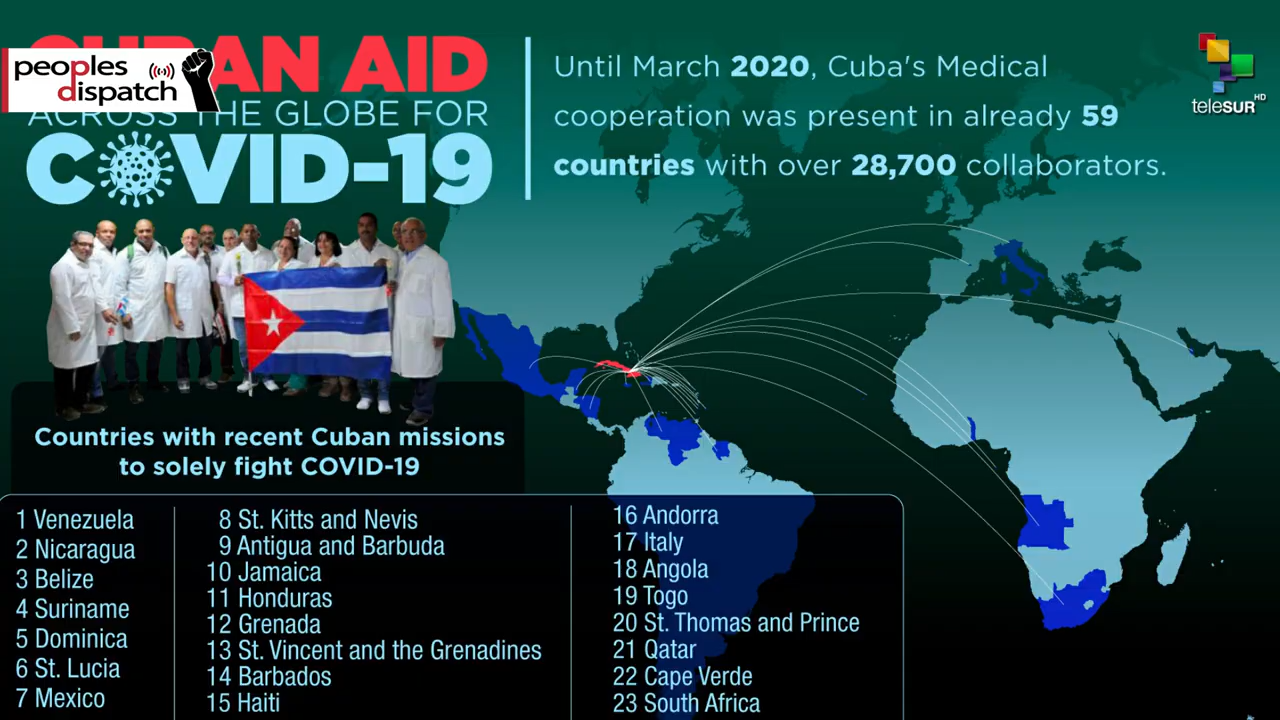 peoples
dispatch
AN AID
ACROSS THE GLOBE FOR
COVID-19
Until March 2020, Cuba's Medical
cooperation was present in already 59
countries with over 28,700 collaborators.
teleSUR HD
Countries with recent Cuban missions
to solely fight COVID-19
1 Venezuela
2 Nicaragua
3 Belize
4 Suriname
5 Dominica
6 St. Lucia
7 Mexico
8 St. Kitts and Nevis
9 Antigua and Barbuda
10 Jamaica
11 Honduras
12 Grenada
13 St. Vincent and the Grenadines
14 Barbados
15 Haiti
16 Andorra
17 Italy
18 Angola
19 Togo
20 St. Thomas and Prince
21 Qatar
22 Cape Verde
23 South Africa